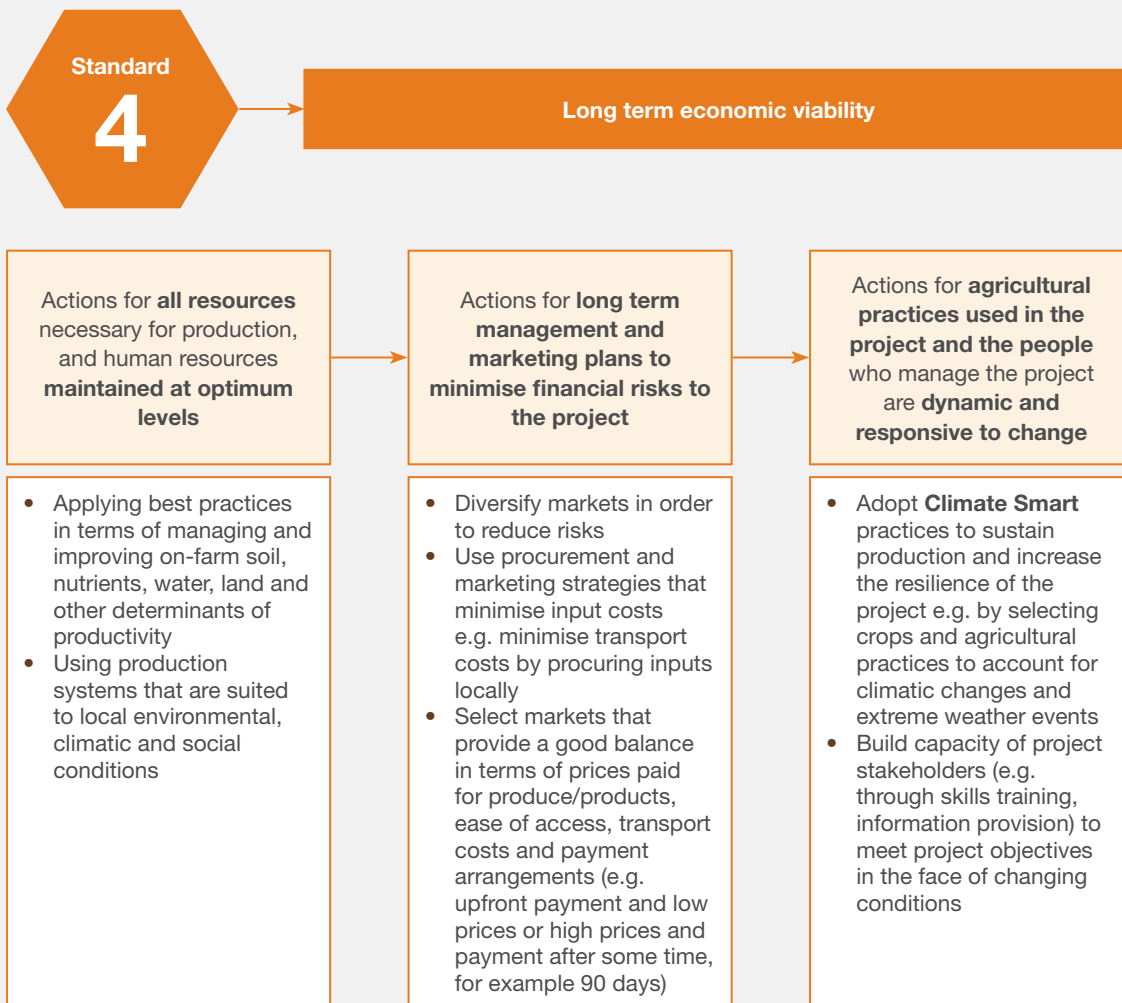 Standard
4
Long term economic viability
Actions for all resources
necessary for production,
and human resources
maintained at optimum
levels
Actions for long term
management and
marketing plans to
minimise financial risks to
the project
Actions for agricultural
practices used in the
project and the people
who manage the project
are dynamic and
responsive to change
• Applying best practices
in terms of managing and
improving on-farm soil,
nutrients, water, land and
other determinants of
productivity
• Using production
systems that are suited
to local environmental,
climatic and social
conditions
• Diversify markets in order
to reduce risks
• Use procurement and
marketing strategies that
minimise input costs
e.g. minimise transport
costs by procuring inputs
locally
• Select markets that
provide a good balance
in terms of prices paid
for produce/products,
ease of access, transport
costs and payment
arrangements (e.g.
upfront payment and low
prices or high prices and
payment after some time,
for example 90 days)
• Adopt Climate Smart
practices to sustain
production and increase
the resilience of the
project e.g. by selecting
crops and agricultural
practices to account for
climatic changes and
extreme weather events
• Build capacity of project
stakeholders (e.g.
through skills training,
information provision) to
meet project objectives
in the face of changing
conditions